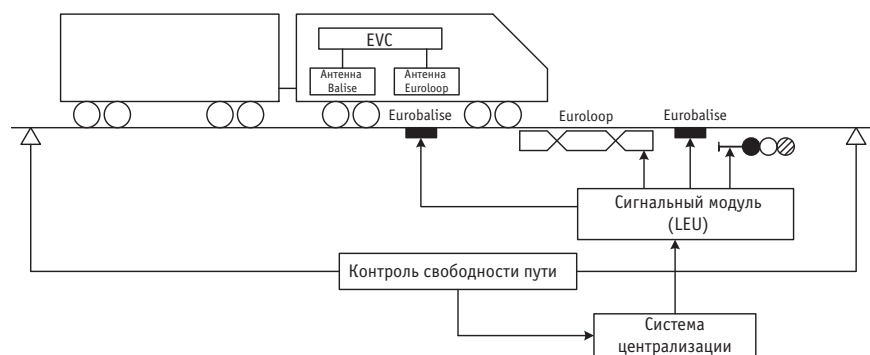 EVC
Антенна
Balise
Антенна
Euroloop
Eurobalise
Euroloop
Eurobalise
Сигнальный модуль
(LEU)
Контроль свободности пути
Система
централизации